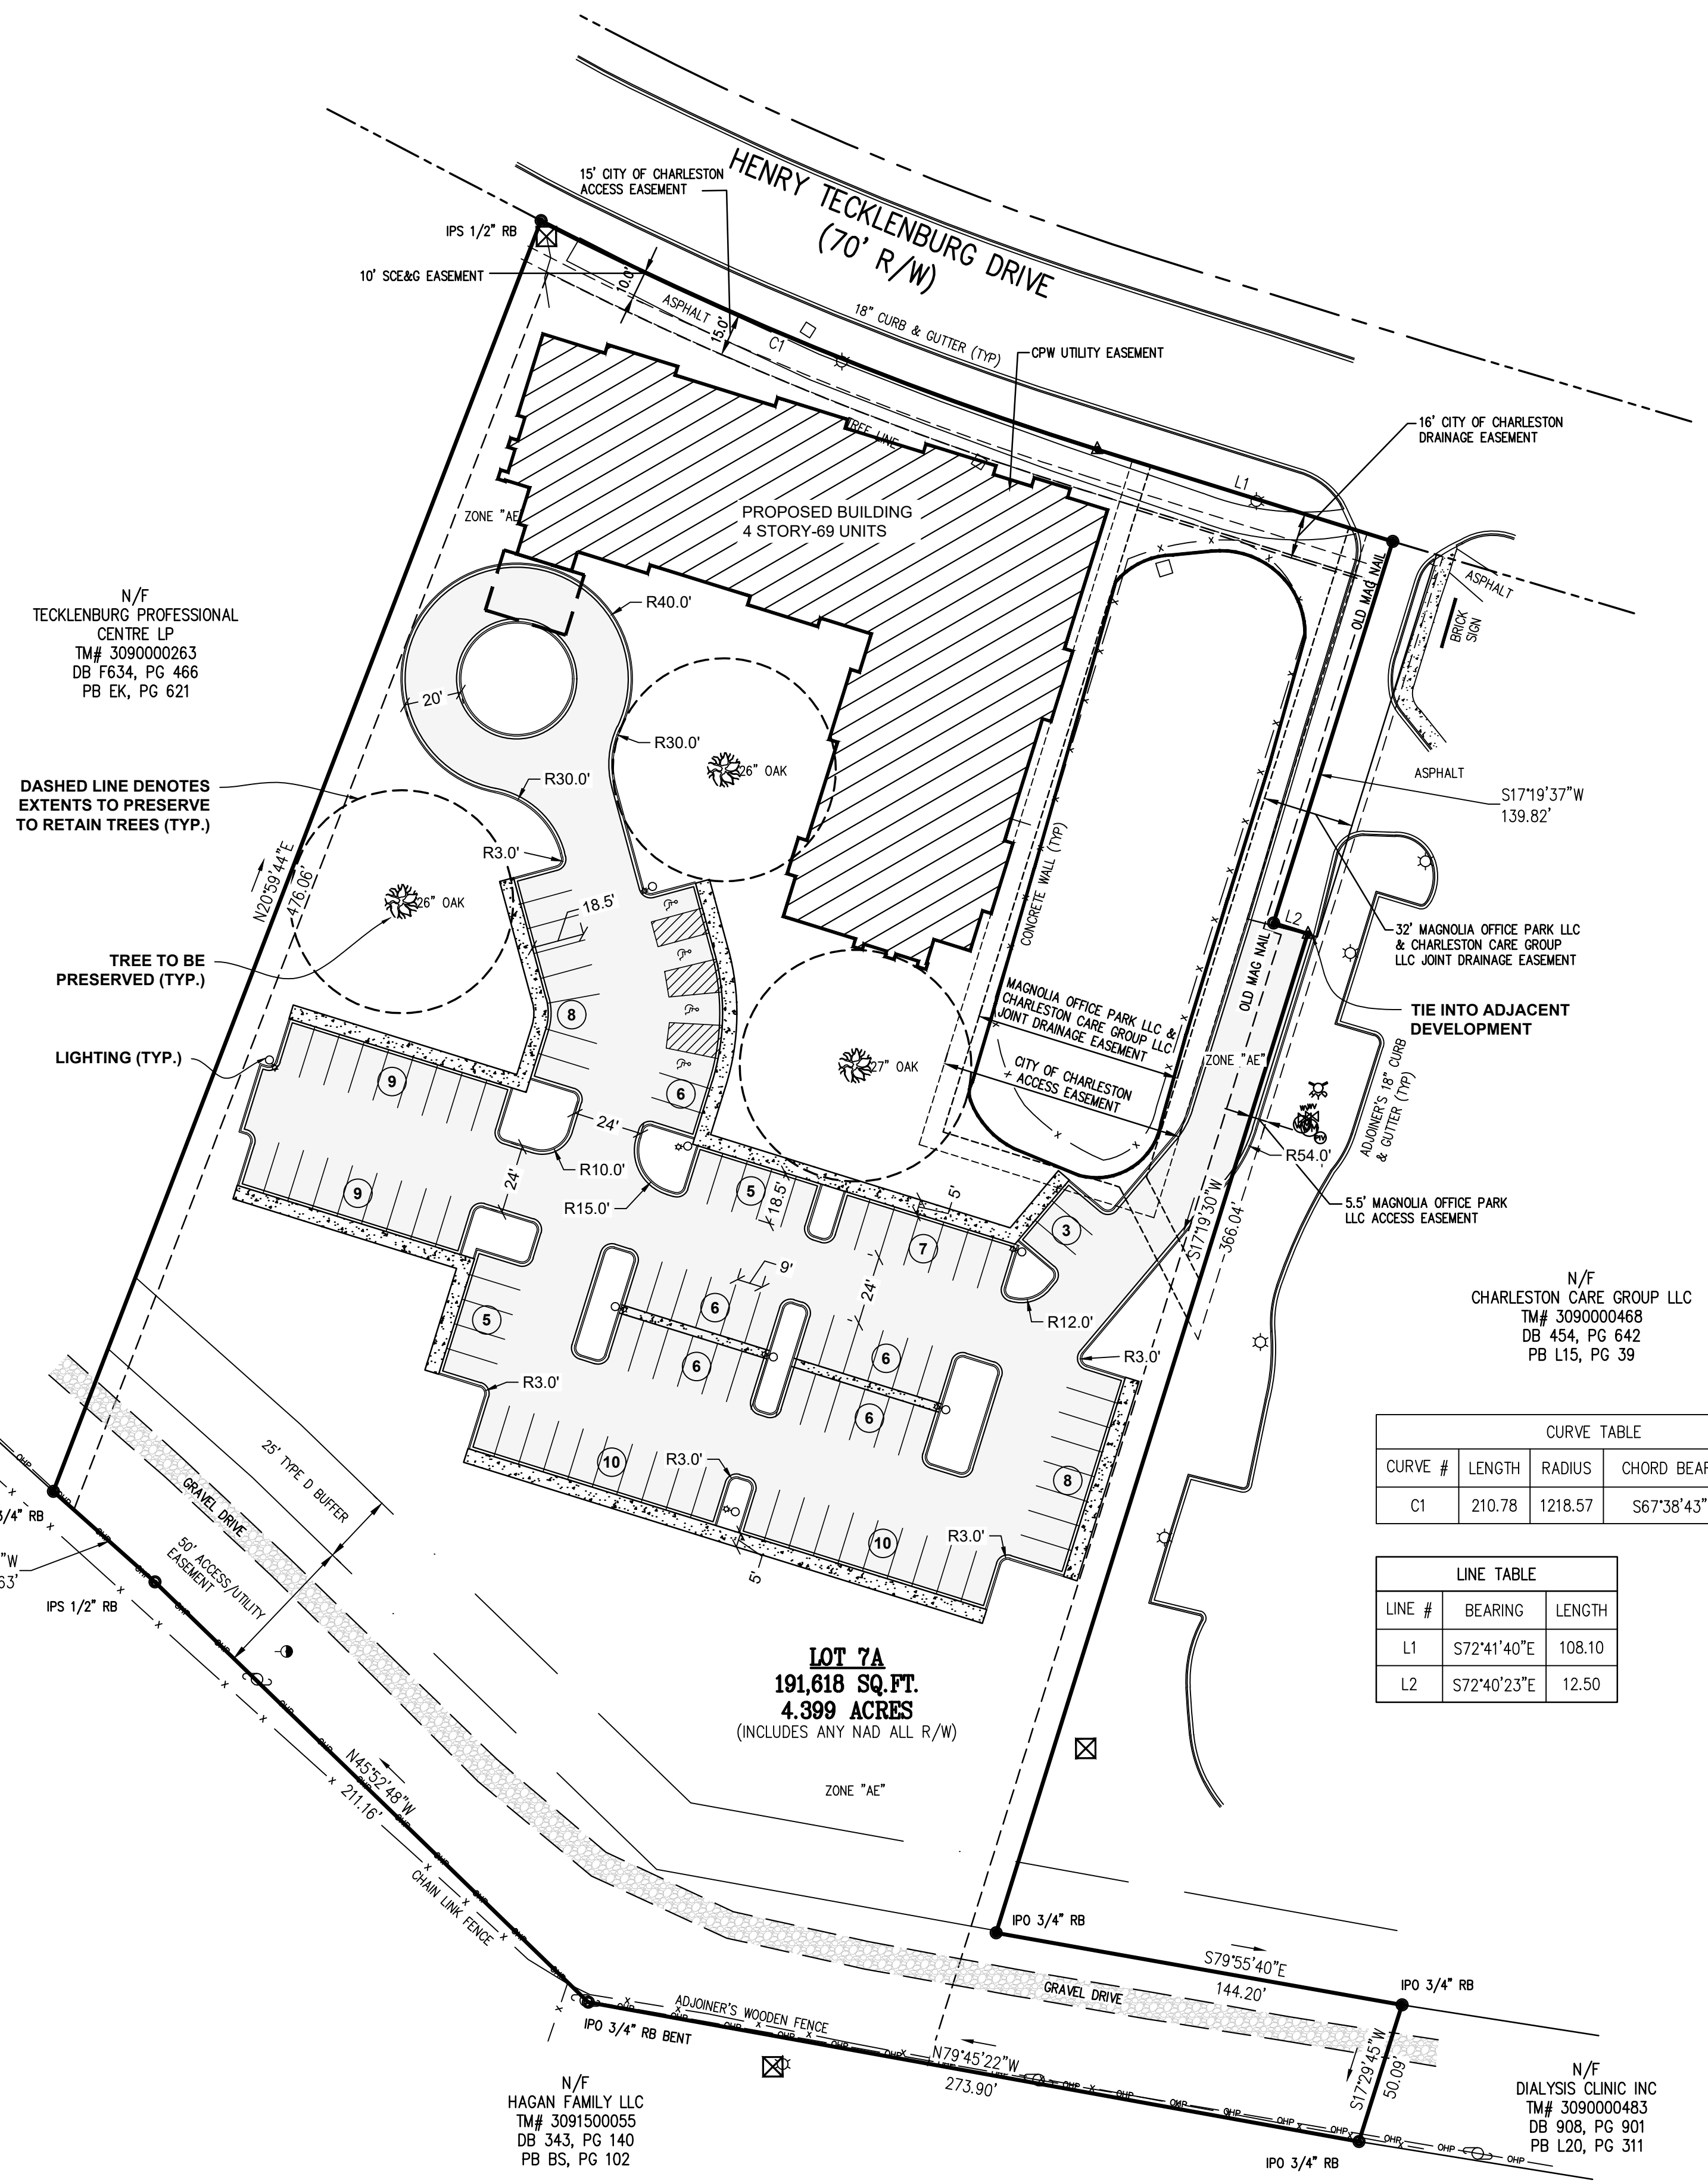 HENRY TECKLENBURG DRIVE
(70' R/W)
15' CITY OF CHARLESTON
ACCESS EASEMENT
IPS 1/2" RB
10' SCE&G EASEMENT
10.0'
ASPHALT
15.0'
C1
18" CURB & GUTTER (TYP)
CPW UTILITY EASEMENT
16' CITY OF CHARLESTON
DRAINAGE EASEMENT
TREE LINE
L1
PROPOSED BUILDING
4 STORY-69 UNITS
ZONE "AE
OLD MAG NAIL
ASPHALT
BRICK
SIGN
N/F
TECKLENBURG PROFESSIONAL
CENTRE LP
TM# 3090000263
DB F634, PG 466
PB EK, PG 621
R40.0'
20'
R30.0'
26" OAK
R30.0'
ASPHALT
S17°19'37"W
139.82'
DASHED LINE DENOTES
EXTENTS TO PRESERVE
TO RETAIN TREES (TYP.)
N20°59'44"E
476.06'
R3.0'
CONCRETE WALL (TYP)
26" OAK
18.5'
L2
32' MAGNOLIA OFFICE PARK LLC
& CHARLESTON CARE GROUP
LLC JOINT DRAINAGE EASEMENT
TREE TO BE
PRESERVED (TYP.)
OLD MAG NAIL
MAGNOLIA OFFICE PARK LLC &
CHARLESTON CARE GROUP LLC
JOINT DRAINAGE EASEMENT
TIE INTO ADJACENT
DEVELOPMENT
8
LIGHTING (TYP.)
CITY OF CHARLESTON
ACCESS EASEMENT
ZONE "AE"
27" OAK
9
6
24'
ADJOINER'S 18" CURB
& GUTTER (TYP)
R54.0'
R10.0'
24'
9
R15.0'
5
18.5'
5'
5.5' MAGNOLIA OFFICE PARK
LLC ACCESS EASEMENT
3
7
S17°19'30"W
366.04'
9'
24'
N/F
CHARLESTON CARE GROUP LLC
TM# 3090000468
DB 454, PG 642
PB L15, PG 39
5
6
R12.0'
6
6
R3.0'
R3.0'
6
CURVE TABLE
CURVE # LENGTH RADIUS CHORD BEAR
C1 210.78 1218.57 S67°38'43"
25' TYPE D BUFFER
10
R3.0'
8
GRAVEL DRIVE
3/4" RB
R3.0'
10
50' ACCESS/UTILITY
EASEMENT
"W
63'
5'
IPS 1/2" RB
LINE TABLE
LINE # BEARING LENGTH
L1 S72°41'40"E 108.10
L2 S72°40'23"E 12.50
LOT 7A
191,618 SQ.FT.
4.399 ACRES
(INCLUDES ANY NAD ALL R/W)
ZONE "AE"
N45°52'48"W
211.16'
CHAIN LINK FENCE
IPO 3/4" RB
S79°55'40"E
144.20'
IPO 3/4" RB
GRAVEL DRIVE
ADJOINER'S WOODEN FENCE
IPO 3/4" RB BENT
N79°45'22"W
273.90'
S17°29'45"W
50.09'
N/F
HAGAN FAMILY LLC
TM# 3091500055
DB 343, PG 140
PB BS, PG 102
N/F
DIALYSIS CLINIC INC
TM# 3090000483
DB 908, PG 901
PB L20, PG 311
IPO 3/4" RB
OHP